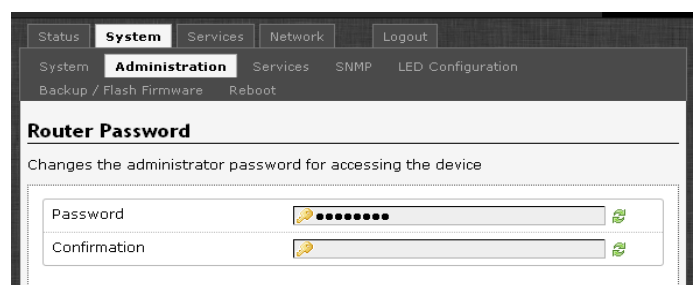 Status System Services Network Logout
System Administration Services SNMP LED Configuration
Backup / Flash Firmware Reboot
Router Password
Changes the administrator password for accessing the device
Password ●●●●●●●●
Confirmation